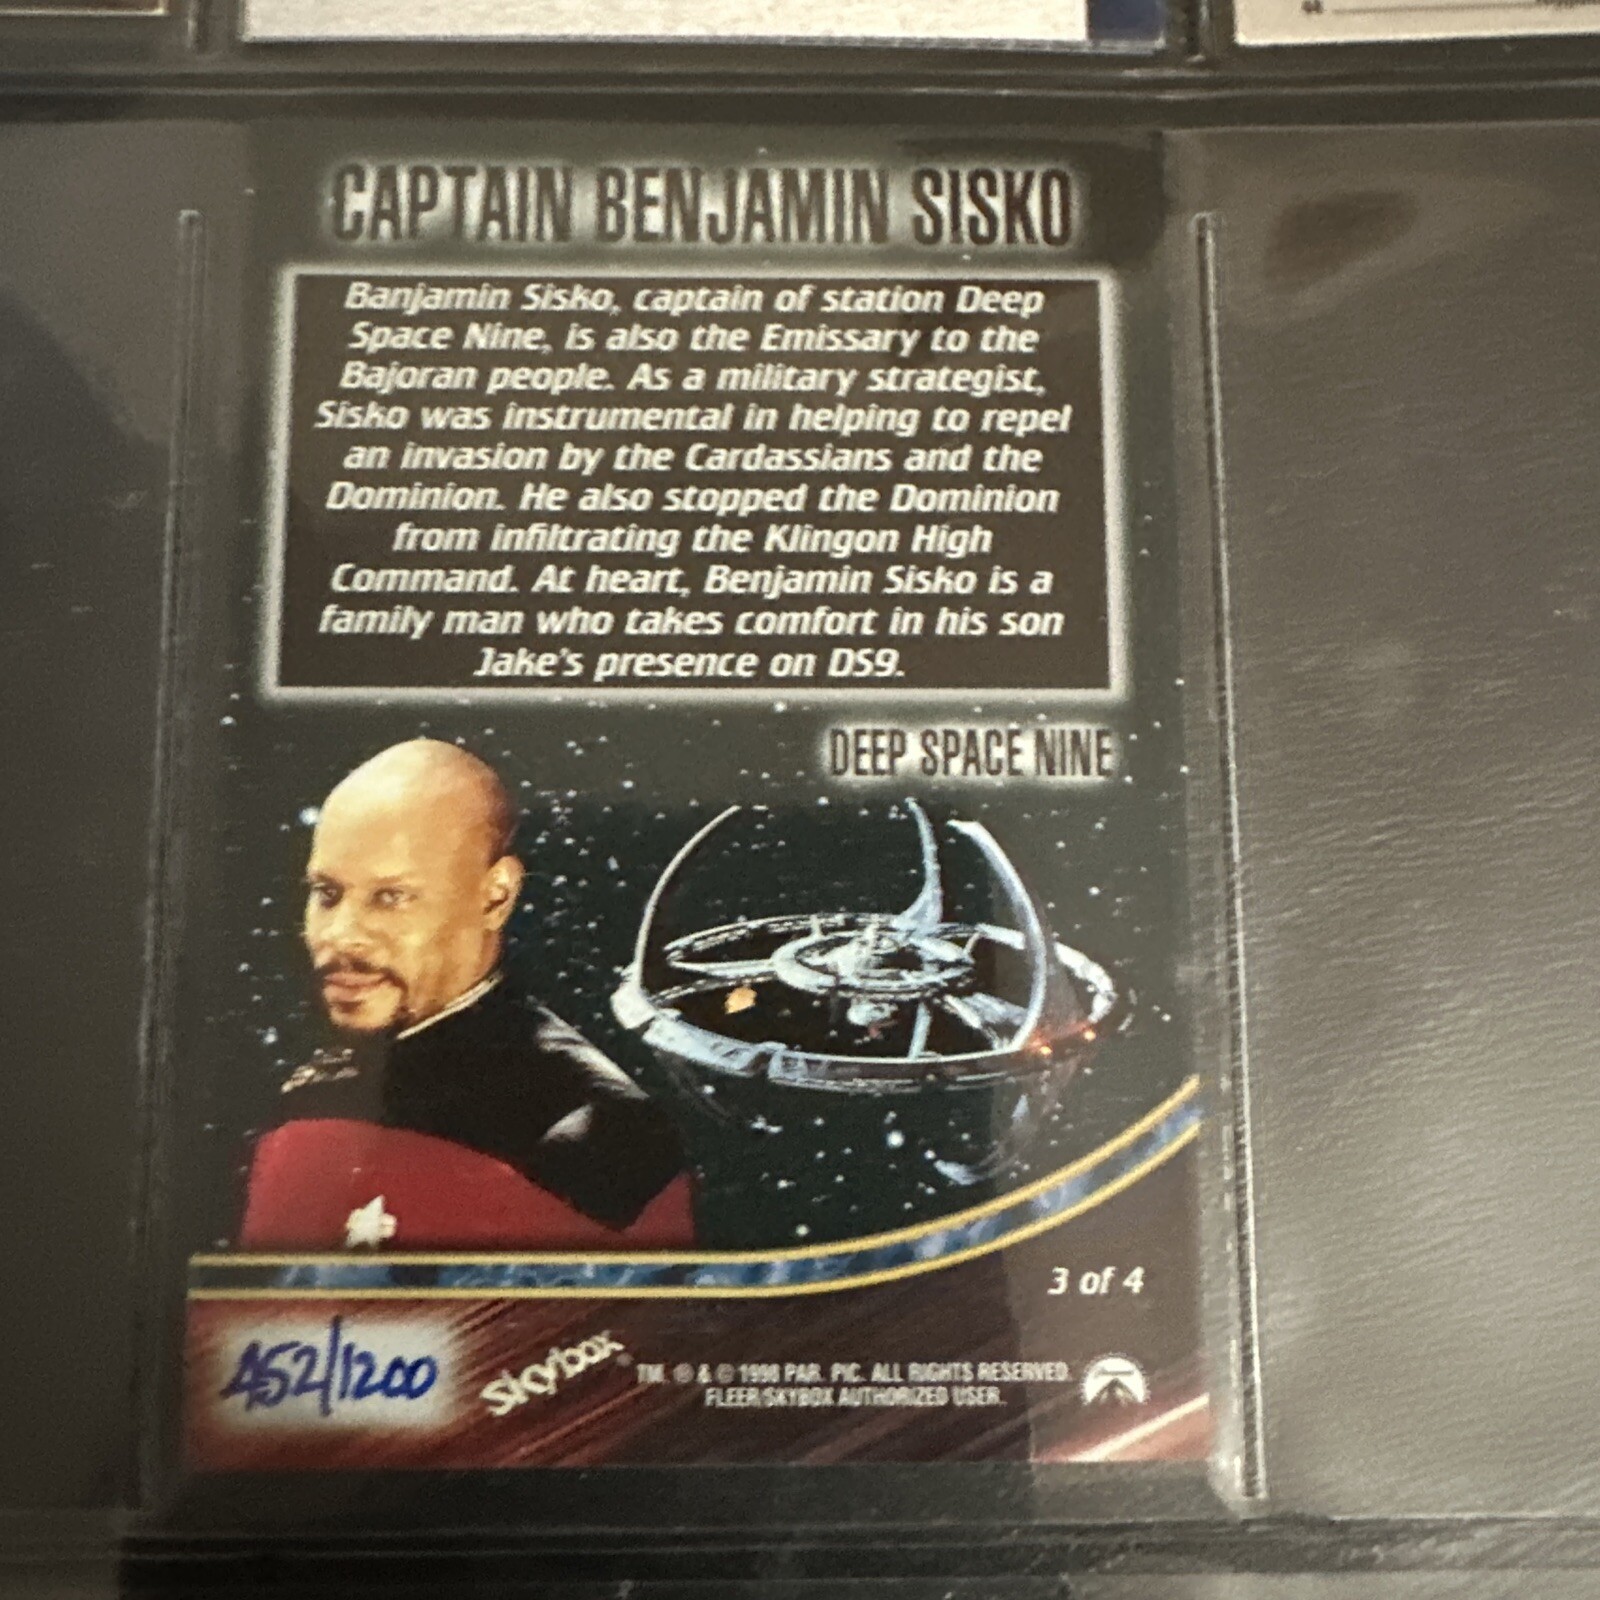 CAPTAIN BENJAMIN SISKO
Banjamin Sisko, captain of station Deep
Space Nine, is also the Emissary to the
Bajoran people. As a military strategist,
Sisko was instrumental in helping to repel
an invasion by the Cardassians and the
Dominion. He also stopped the Dominion
from infiltrating the Klingon High
Command. At heart, Benjamin Sisko is a
family man who takes comfort in his son
Jake's presence on DS9.
DEEP SPACE NINE
3 of 4
452/1200
Skybox
TM, ® & © 1998 PAR. PIC. ALL RIGHTS RESERVED.
FLEER/SKYBOX AUTHORIZED USER.